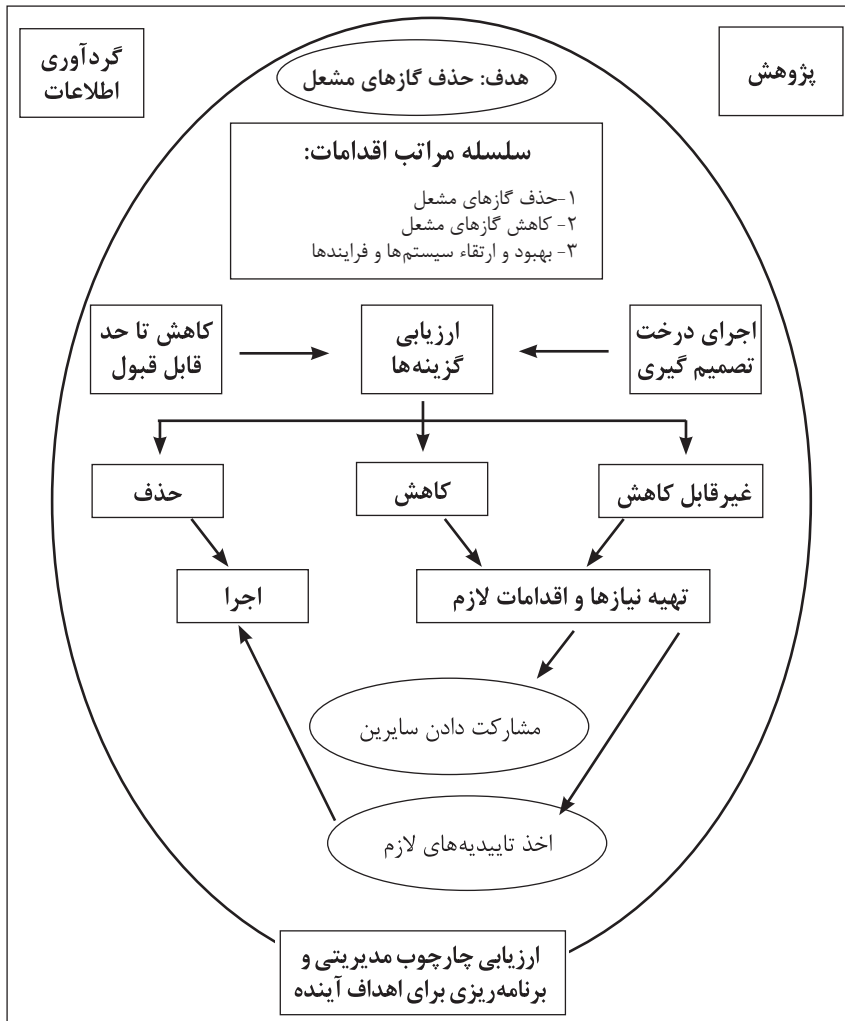 گردآوری
اطلاعات
پژوهش
هدف: حذف گازهای مشعل
سلسله مراتب اقدامات:
۱-حذف گازهای مشعل
۲- کاهش گازهای مشعل
۳- بهبود و ارتقاء سیستم‌ها و فرایندها
اجرای درخت
تصمیم گیری
ارزیابی
گزینه‌ها
کاهش تا حد
قابل قبول
غیرقابل کاهش
کاهش
حذف
تهیه نیازها و اقدامات لازم
اجرا
مشارکت دادن سایرین
اخذ تاییدیه‌های لازم
ارزیابی چارچوب مدیریتی و
برنامه‌ریزی برای اهداف آینده